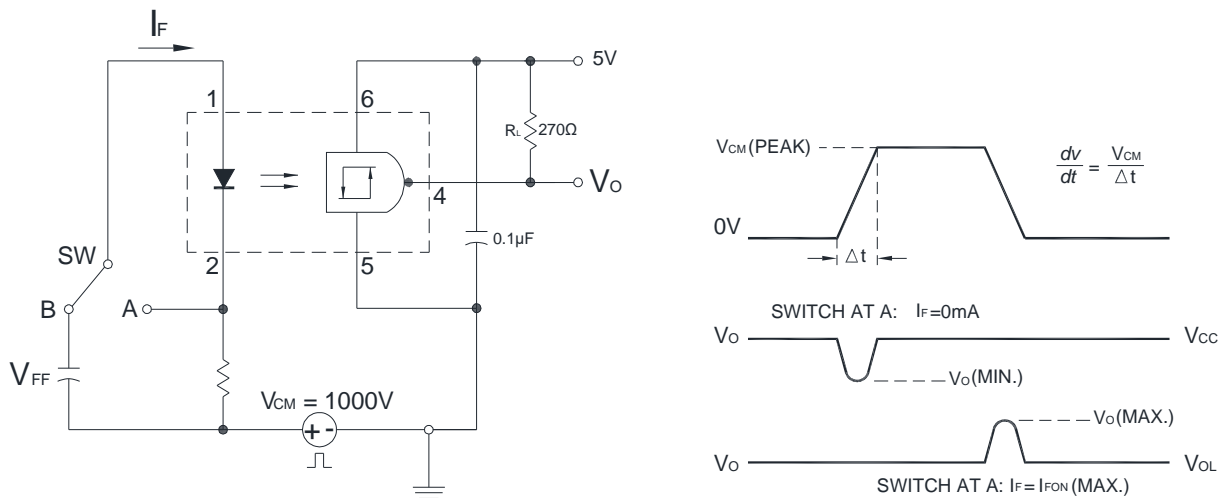 IF
5V
1
6
RL 270Ω
VO
4
0.1µF
SW
2
5
B
A
VFF
VCM = 1000V
+ -
VCM (PEAK)
dv/dt = VCM/△t
0V
△t
SWITCH AT A: IF=0mA
VO
VCC
VO (MIN.)
VO (MAX.)
VO
VOL
SWITCH AT A: IF= IFON (MAX.)